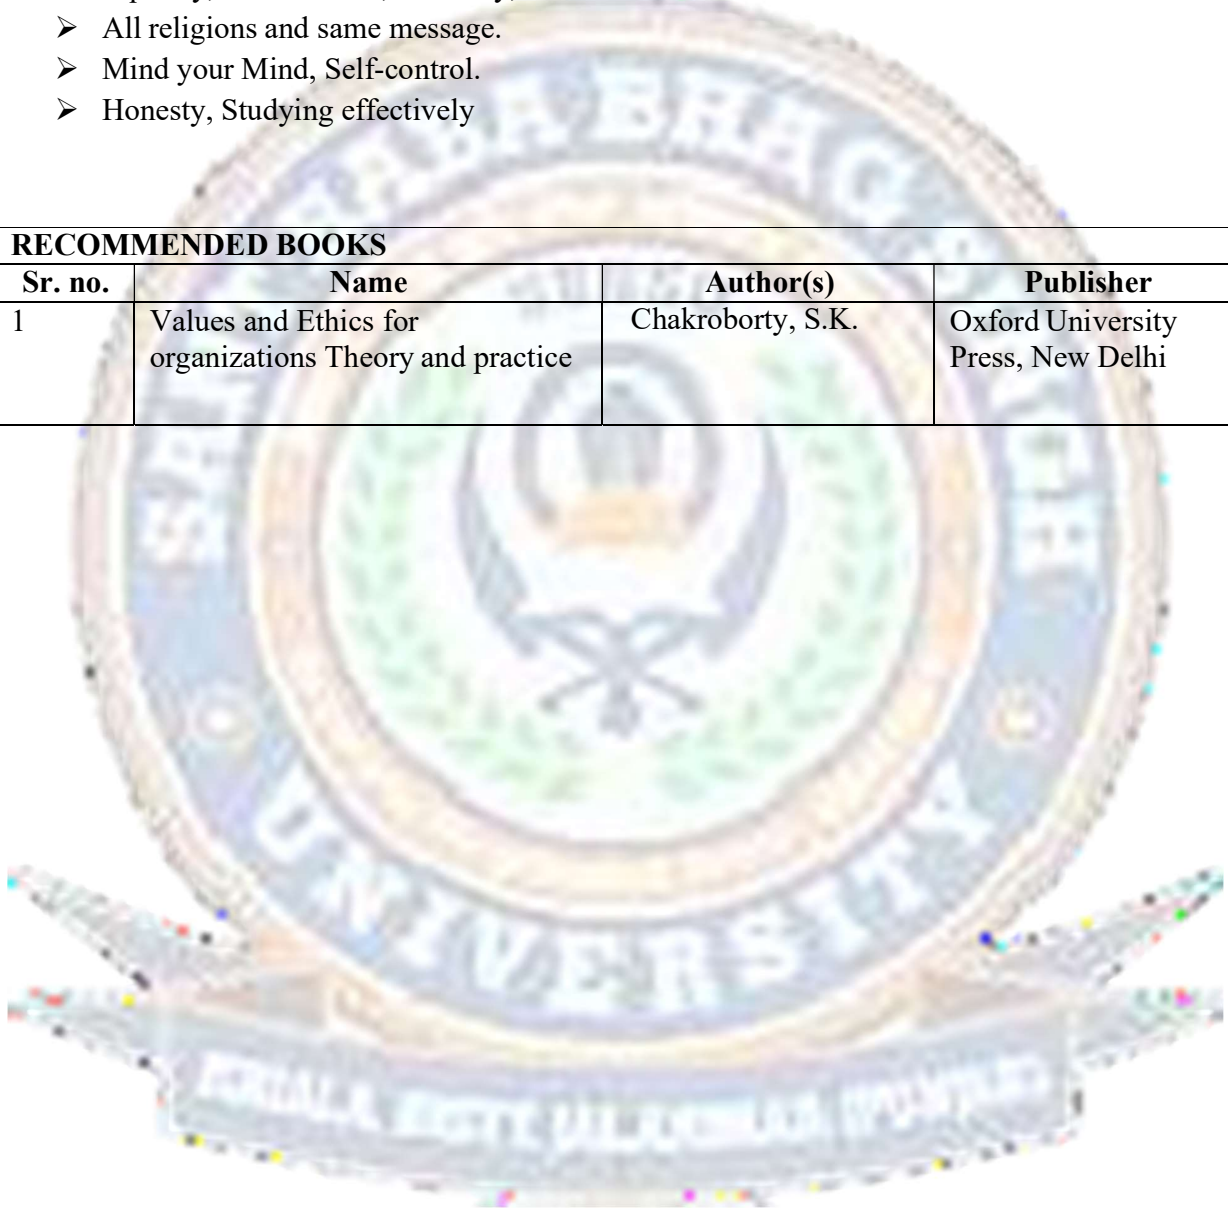 ➢ All religions and same message.
➢ Mind your Mind, Self-control.
➢ Honesty, Studying effectively
RECOMMENDED BOOKS
Sr. no. Name Author(s) Publisher
1 Values and Ethics for organizations Theory and practice Chakroborty, S.K. Oxford University Press, New Delhi
UNIVERSITY